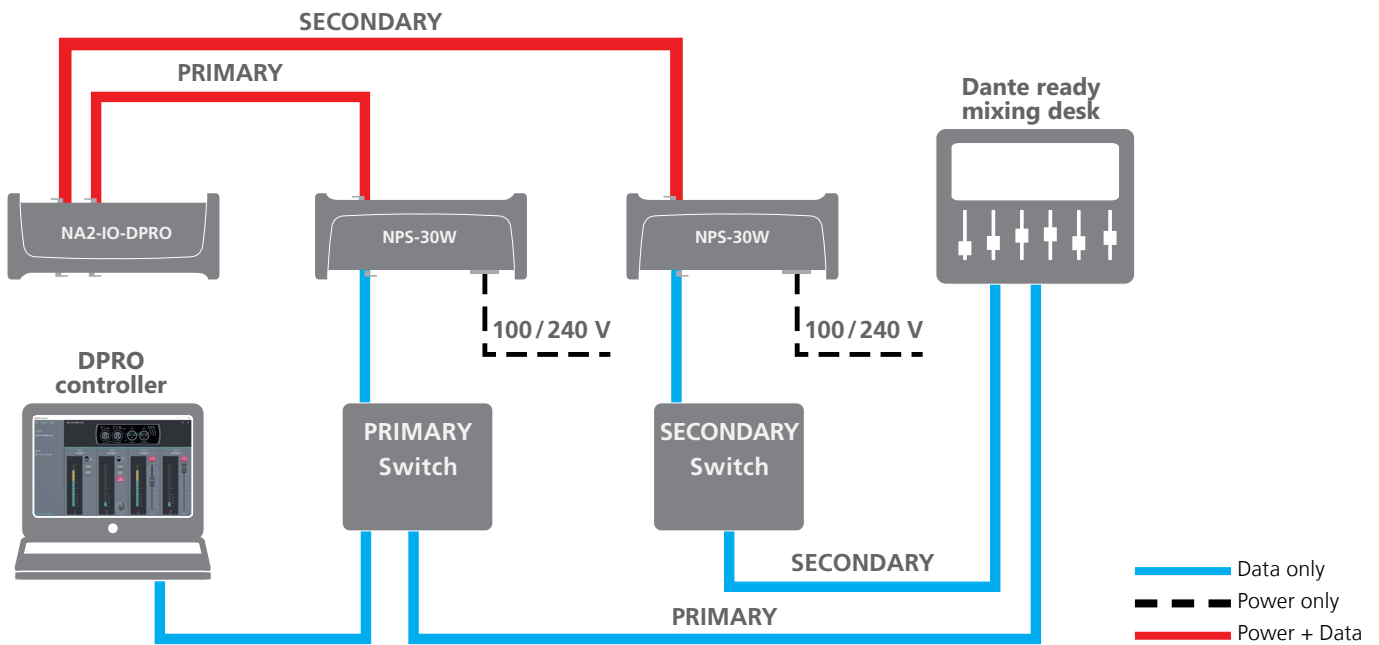 SECONDARY
PRIMARY
Dante ready
mixing desk
NA2-IO-DPRO
NPS-30W
NPS-30W
100/240 V
100/240 V
DPRO
controller
PRIMARY
Switch
SECONDARY
Switch
SECONDARY
PRIMARY
Data only
Power only
Power + Data